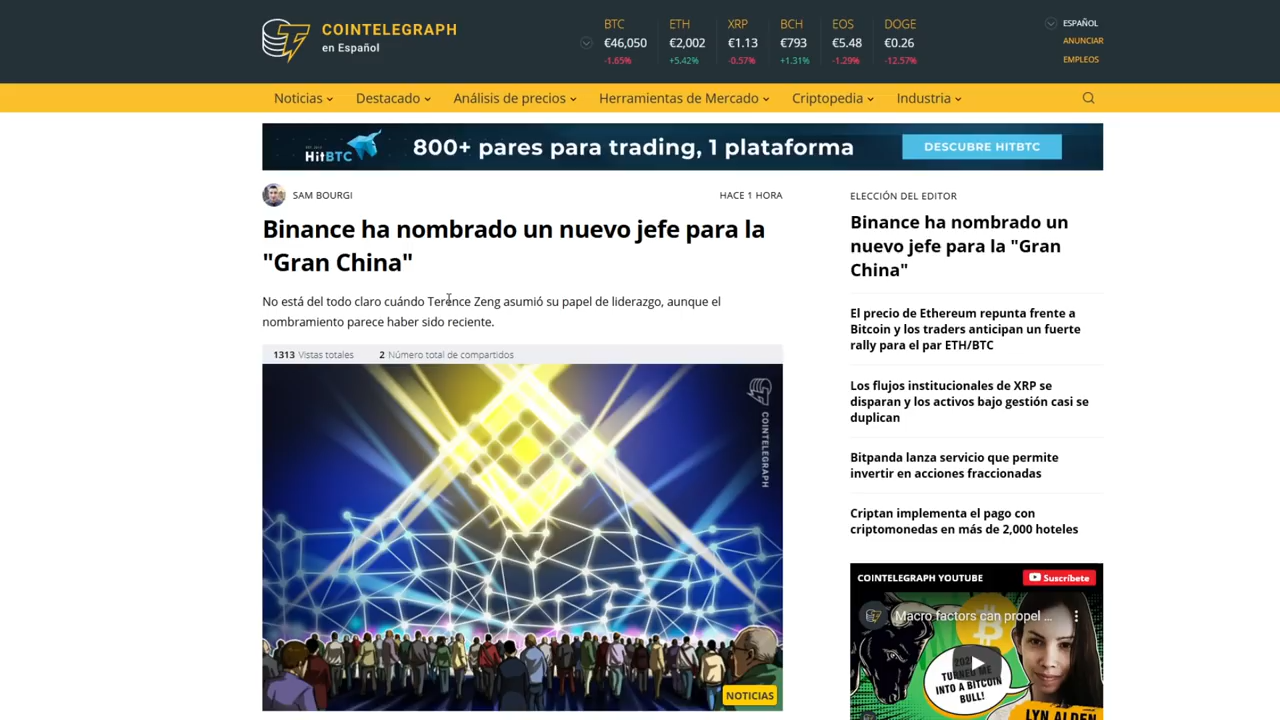 COINTELEGRAPH
en Español
BTC
€46,050
-1.65%
ETH
€2,002
+5.42%
XRP
€1.13
-0.57%
BCH
€793
+1.31%
EOS
€5.48
-1.29%
DOGE
€0.26
-12.57%
ESPAÑOL
ANUNCIAR
EMPLEOS
Noticias
Destacado
Análisis de precios
Herramientas de Mercado
Criptopedia
Industria
HitBTC
800+ pares para trading, 1 plataforma
DESCUBRE HITBTC
SAM BOURGI
HACE 1 HORA
Binance ha nombrado un nuevo jefe para la
"Gran China"
No está del todo claro cuándo Terence Zeng asumió su papel de liderazgo, aunque el
nombramiento parece haber sido reciente.
1313 Vistas totales
2 Número total de compartidos
COINTELEGRAPH
NOTICIAS
ELECCIÓN DEL EDITOR
Binance ha nombrado un
nuevo jefe para la "Gran
China"
El precio de Ethereum repunta frente a
Bitcoin y los traders anticipan un fuerte
rally para el par ETH/BTC
Los flujos institucionales de XRP se
disparan y los activos bajo gestión casi se
duplican
Bitpanda lanza servicio que permite
invertir en acciones fraccionadas
Criptan implementa el pago con
criptomonedas en más de 2,000 hoteles
COINTELEGRAPH YOUTUBE
Suscríbete
Macro factors can propel ...
TURNED ME
INTO A BITCOIN
BULL!
LYN ALDEN